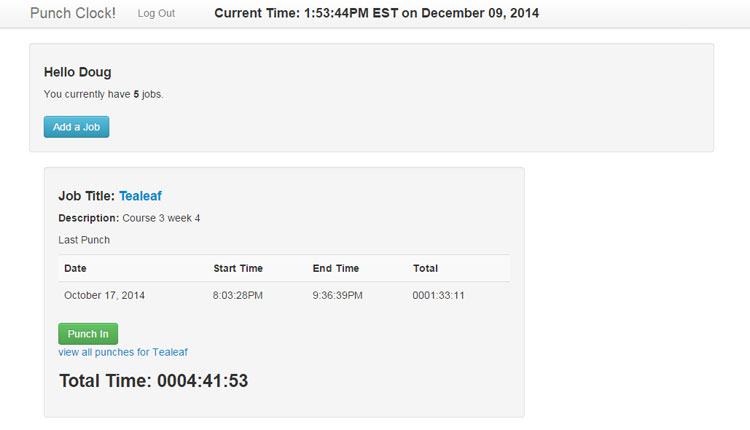 Punch Clock! Log Out Current Time: 1:53:44PM EST on December 09, 2014
Hello Doug
You currently have 5 jobs.
Add a Job
Job Title: Tealeaf
Description: Course 3 week 4
Last Punch
Date Start Time End Time Total
October 17, 2014 8:03:28PM 9:36:39PM 0001:33:11
Punch In
view all punches for Tealeaf
Total Time: 0004:41:53